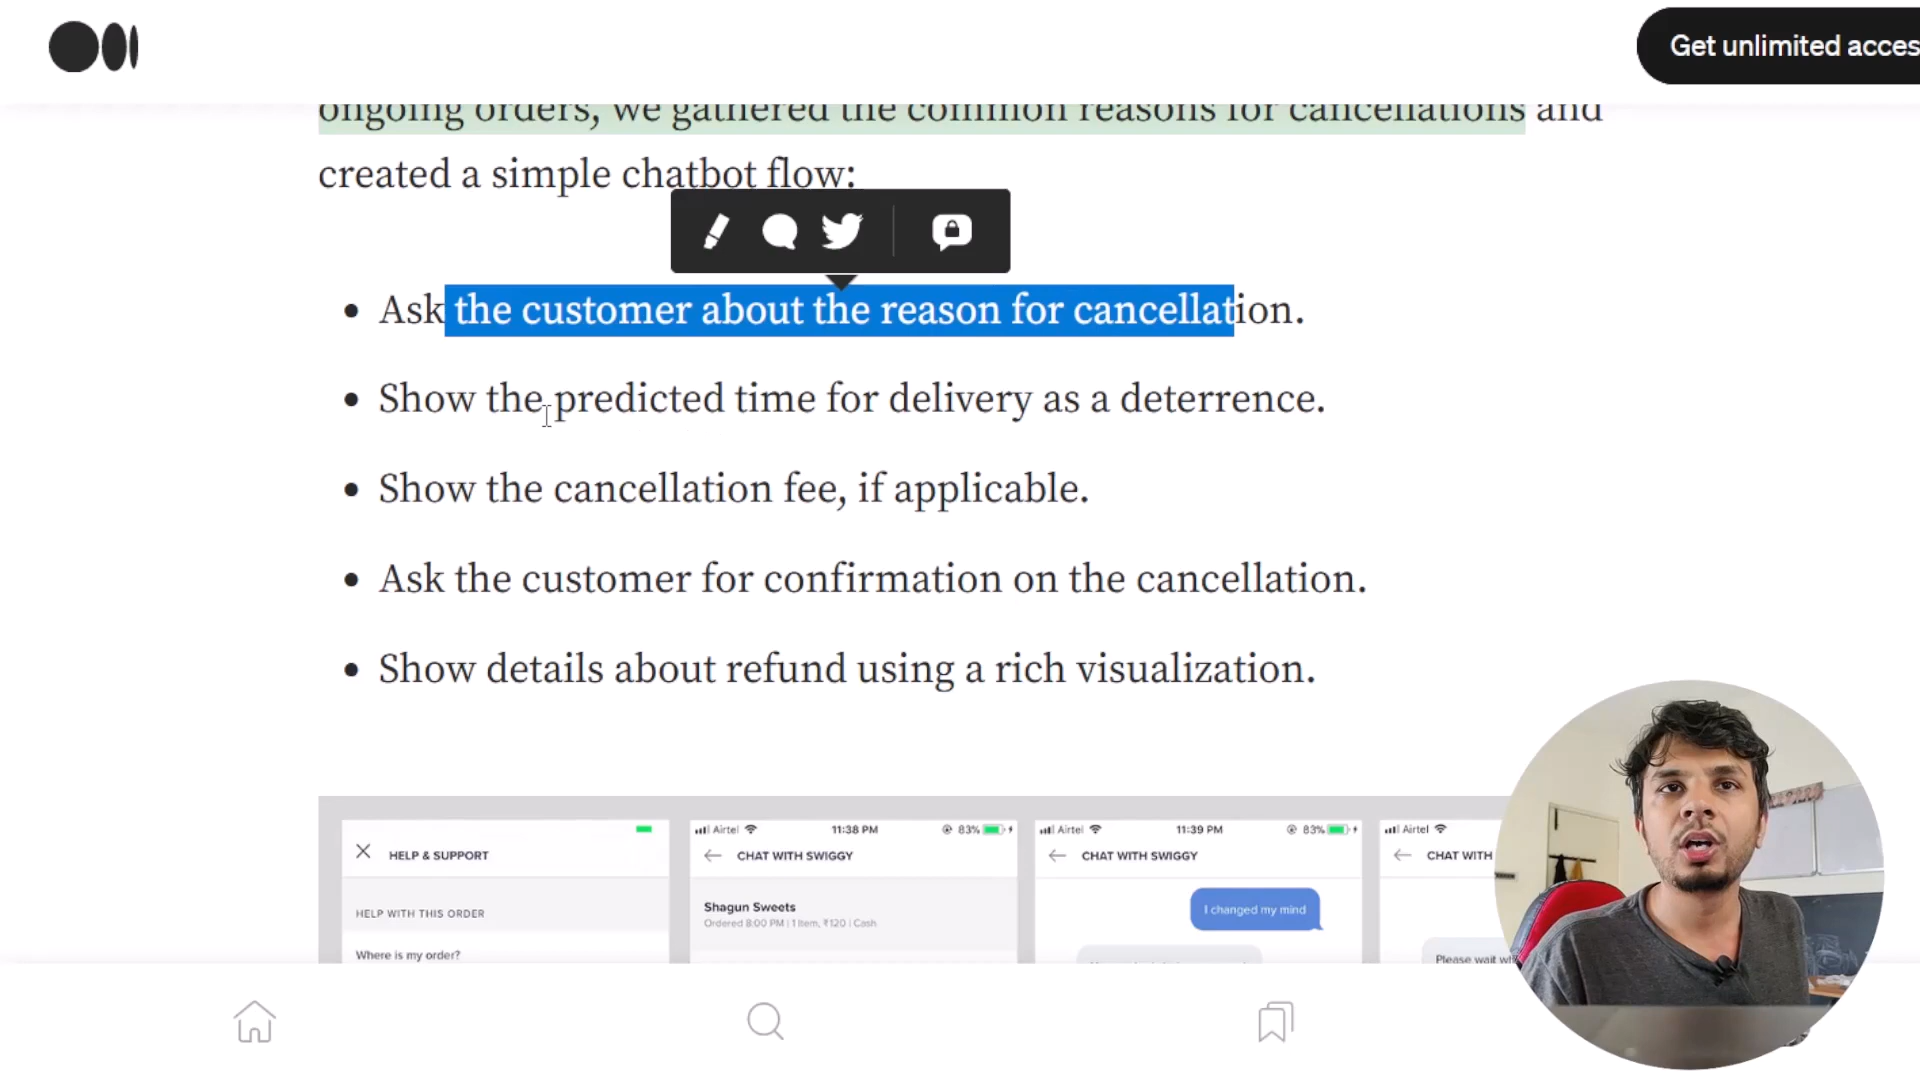 Get unlimited acces
ongoing orders, we gathered the common reasons for cancellations and
created a simple chatbot flow:
• Ask the customer about the reason for cancellation.
• Show the predicted time for delivery as a deterrence.
• Show the cancellation fee, if applicable.
• Ask the customer for confirmation on the cancellation.
• Show details about refund using a rich visualization.
HELP & SUPPORT
HELP WITH THIS ORDER
Where is my order?
Airtel 11:38 PM 83%
CHAT WITH SWIGGY
Shagun Sweets
Ordered 8:00 PM | 1 Item, ₹120 | Cash
Airtel 11:39 PM 83%
CHAT WITH SWIGGY
I changed my mind
Airtel
CHAT WITH
Please wait wh